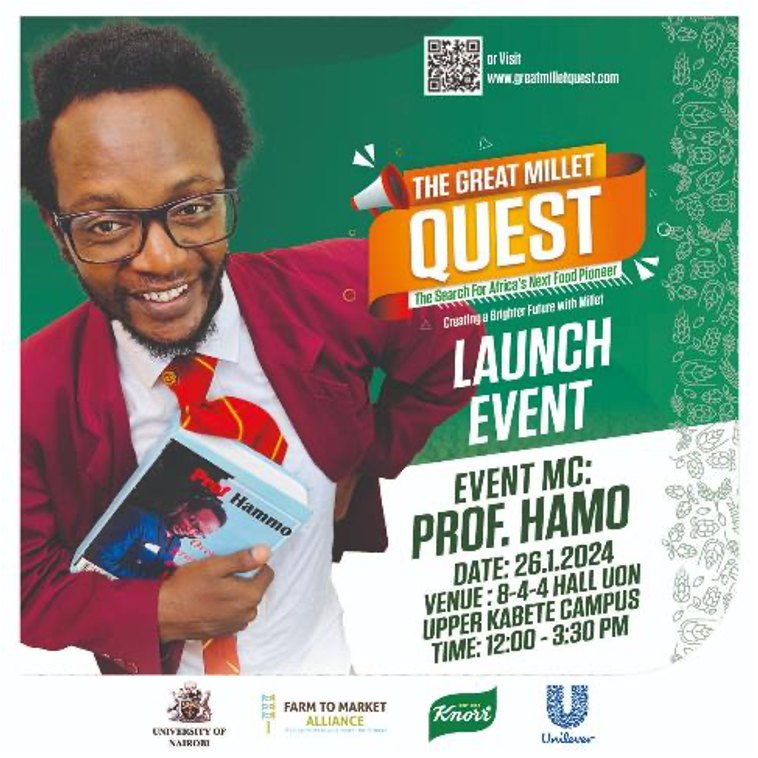 or Visit
www.greatmilletquest.com
THE GREAT MILLET
QUEST
The Search For Africa's Next Food Pioneer
Creating a Brighter Future with Millet
LAUNCH
EVENT
EVENT MC:
PROF. HAMO
DATE: 26.1.2024
VENUE : 8-4-4 HALL UON
UPPER KABETE CAMPUS
TIME: 12:00 - 3:30 PM
Prof Hammo
UNIVERSITY OF
NAIROBI
FARM TO MARKET
ALLIANCE
Knorr
Unilever